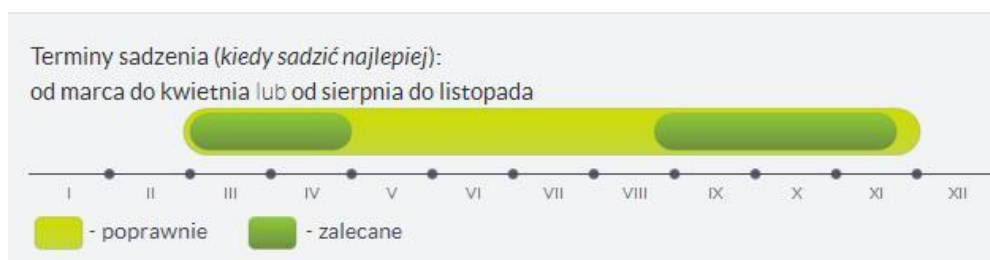 Terminy sadzenia (kiedy sadzić najlepiej):
od marca do kwietnia lub od sierpnia do listopada
I II III IV V VI VII VIII IX X XI XII
- poprawnie - zalecane